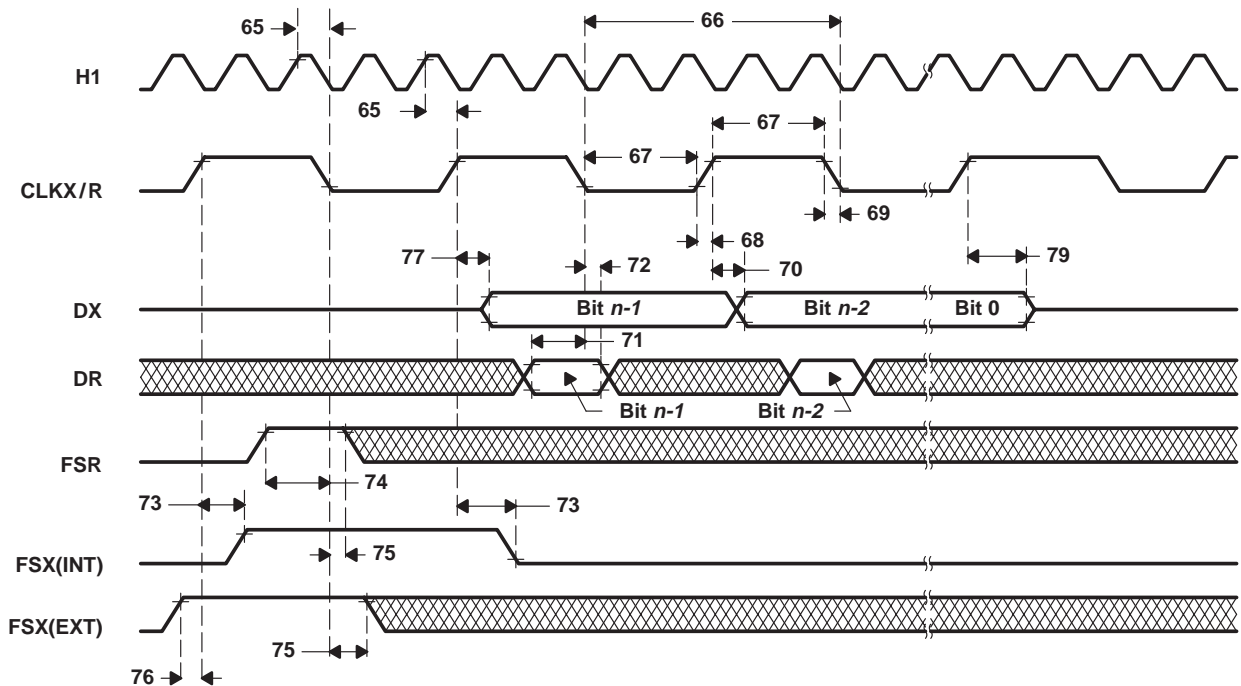 65
66
H1
65
67
67
CLKX/R
69
68
77
72
70
79
DX
Bit n-1
Bit n-2
Bit 0
71
DR
Bit n-1
Bit n-2
FSR
74
73
73
FSX(INT)
75
FSX(EXT)
75
76